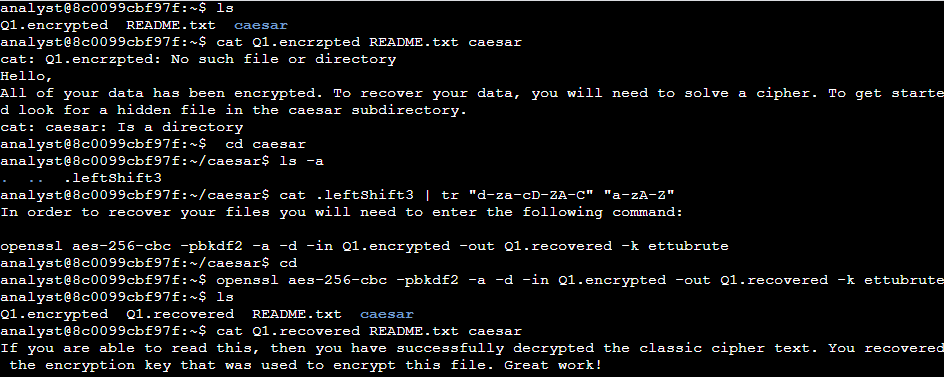 analyst@8c0099cbf97f:~$ ls
Q1.encrypted  README.txt  caesar
analyst@8c0099cbf97f:~$ cat Q1.encrzpted README.txt caesar
cat: Q1.encrzpted: No such file or directory
Hello,
All of your data has been encrypted. To recover your data, you will need to solve a cipher. To get starte
d look for a hidden file in the caesar subdirectory.
cat: caesar: Is a directory
analyst@8c0099cbf97f:~$  cd caesar
analyst@8c0099cbf97f:~/caesar$ ls -a
.  ..  .leftShift3
analyst@8c0099cbf97f:~/caesar$ cat .leftShift3 | tr "d-za-cD-ZA-C" "a-zA-Z"
In order to recover your files you will need to enter the following command:
openssl aes-256-cbc -pbkdf2 -a -d -in Q1.encrypted -out Q1.recovered -k ettubrute
analyst@8c0099cbf97f:~/caesar$ cd
analyst@8c0099cbf97f:~$ openssl aes-256-cbc -pbkdf2 -a -d -in Q1.encrypted -out Q1.recovered -k ettubrute
analyst@8c0099cbf97f:~$ ls
Q1.encrypted  Q1.recovered  README.txt  caesar
analyst@8c0099cbf97f:~$ cat Q1.recovered README.txt caesar
If you are able to read this, then you have successfully decrypted the classic cipher text. You recovered
 the encryption key that was used to encrypt this file. Great work!